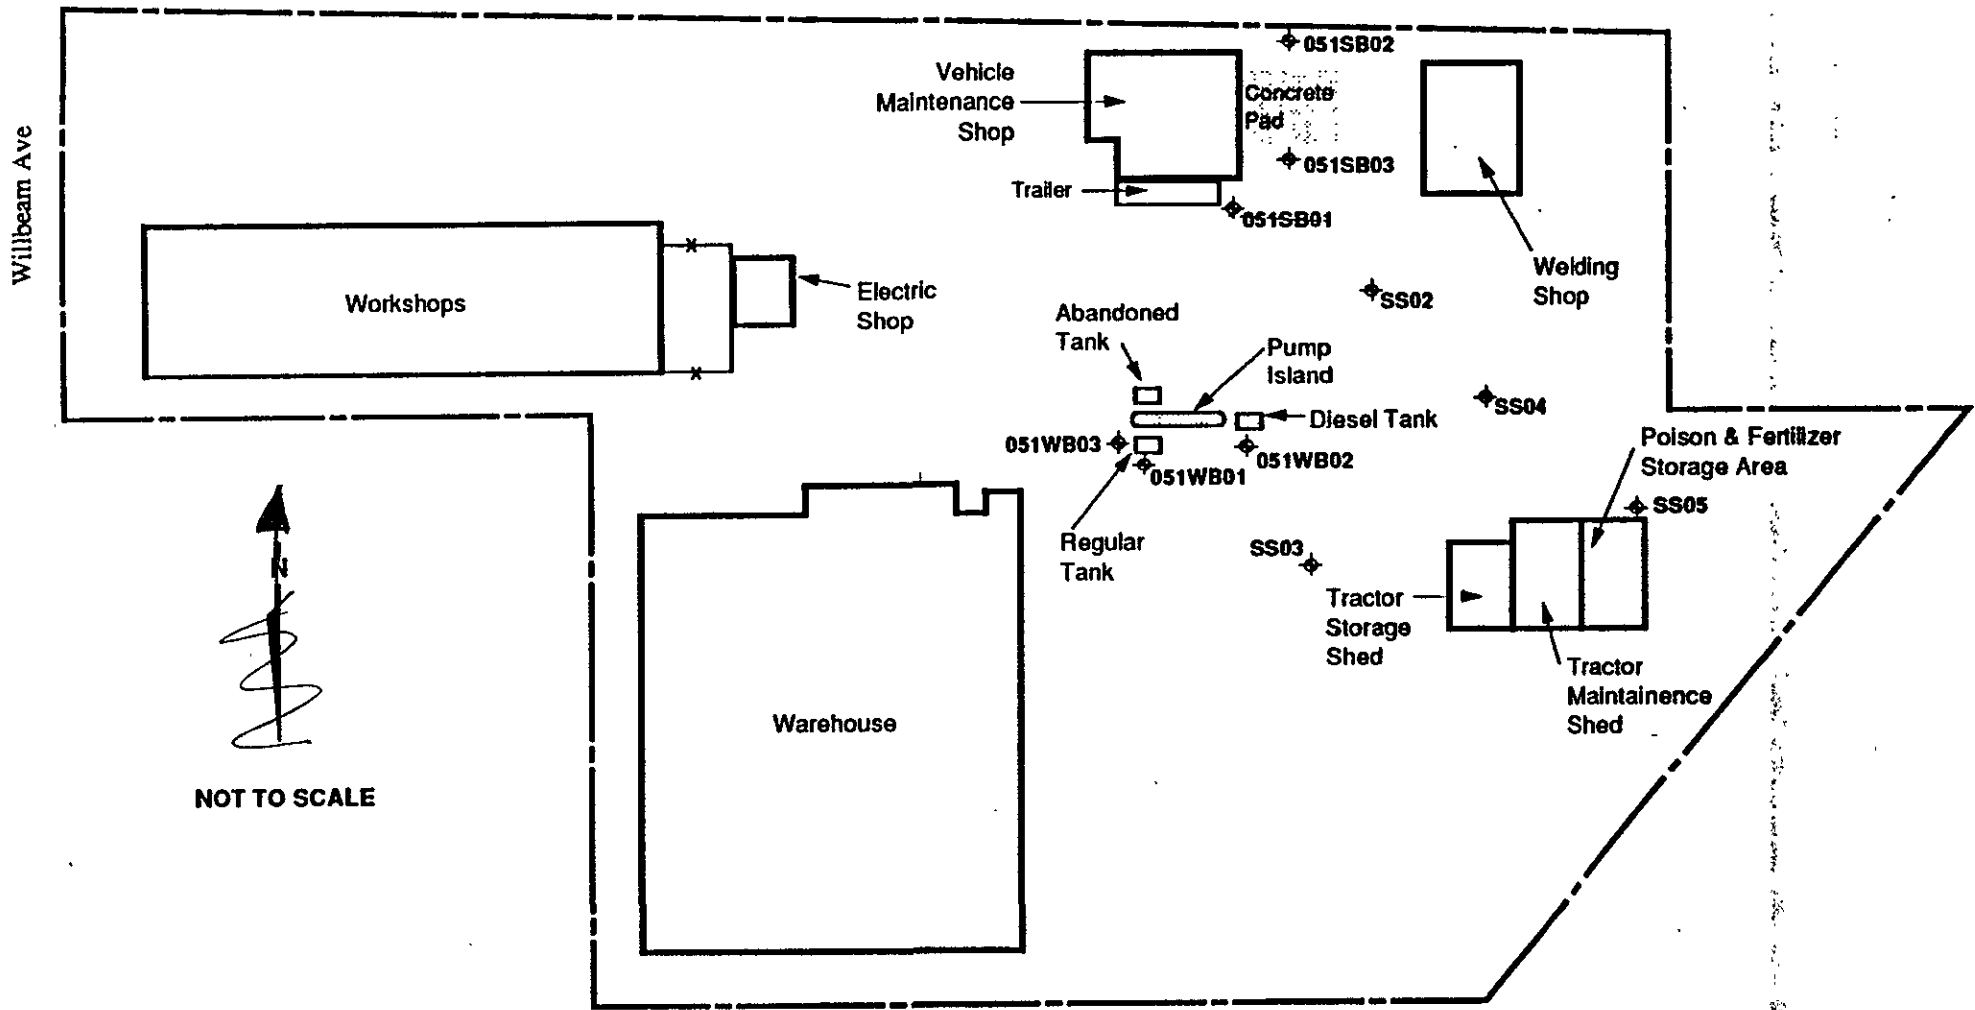 Willbeam Ave
051SB02
Vehicle
Maintenance
Shop
Concrete
Pad
051SB03
Trailer
051SB01
Welding
Shop
Workshops
Electric
Shop
SS02
Abandoned
Tank
Pump
Island
SS04
Diesel Tank
051WB03
051WB02
051WB01
Poison & Fertilizer
Storage Area
SS05
Regular
Tank
SS03
Tractor
Storage
Shed
Tractor
Maintainence
Shed
Warehouse
N
NOT TO SCALE